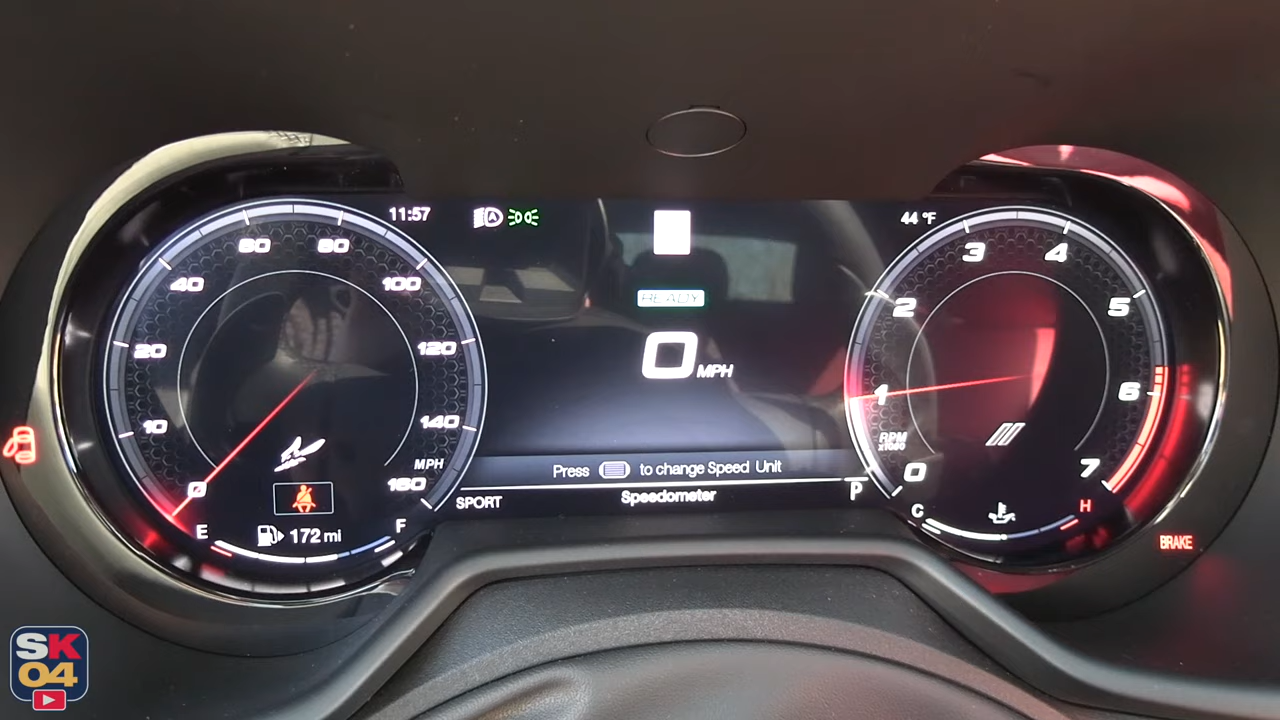 11:57
44 °F
READY
0 MPH
0
10
20
40
60
80
100
120
140
160
MPH
E
F
172 mi
SPORT
Press to change Speed Unit
Speedometer
P
0
1
2
3
4
5
6
7
RPM
x1000
C
H
BRAKE
SK
04